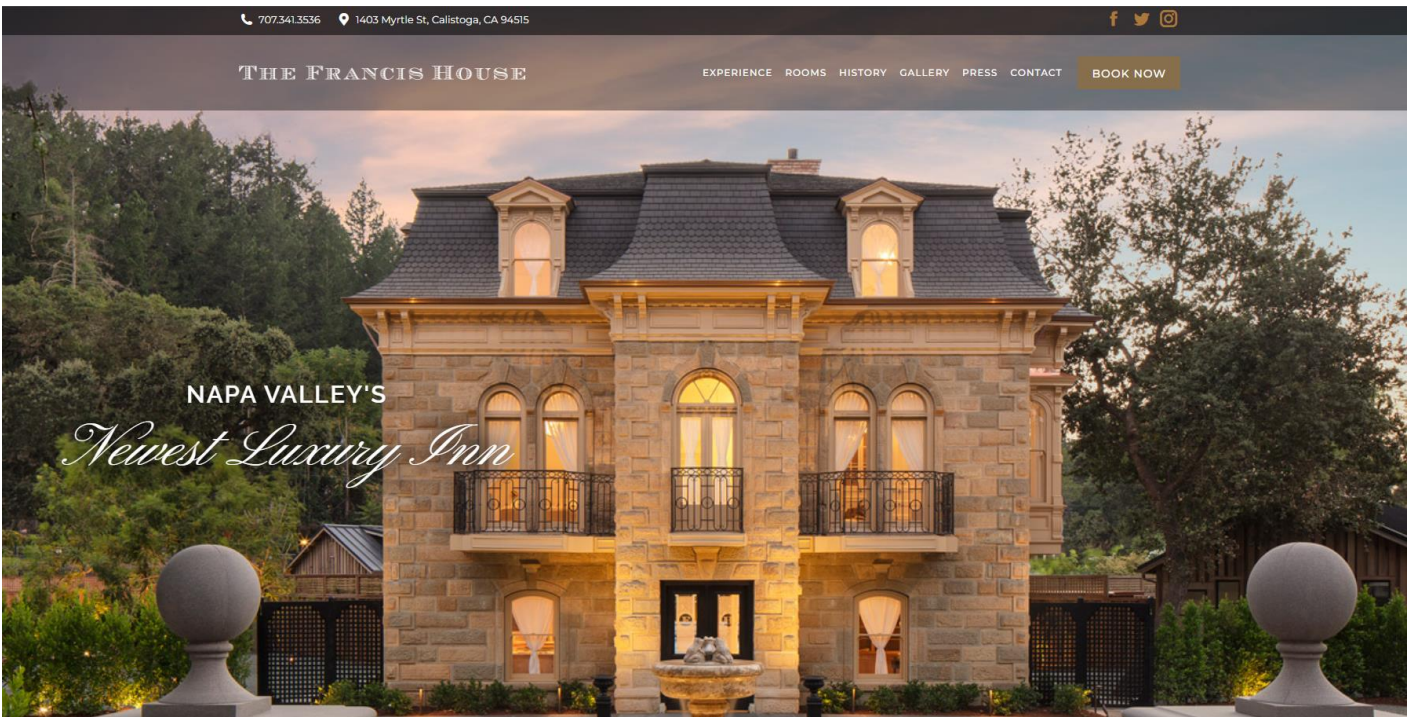 707.341.3536 1403 Myrtle St, Calistoga, CA 94515
THE FRANCIS HOUSE
EXPERIENCE ROOMS HISTORY GALLERY PRESS CONTACT BOOK NOW
NAPA VALLEY'S
Newest Luxury Inn